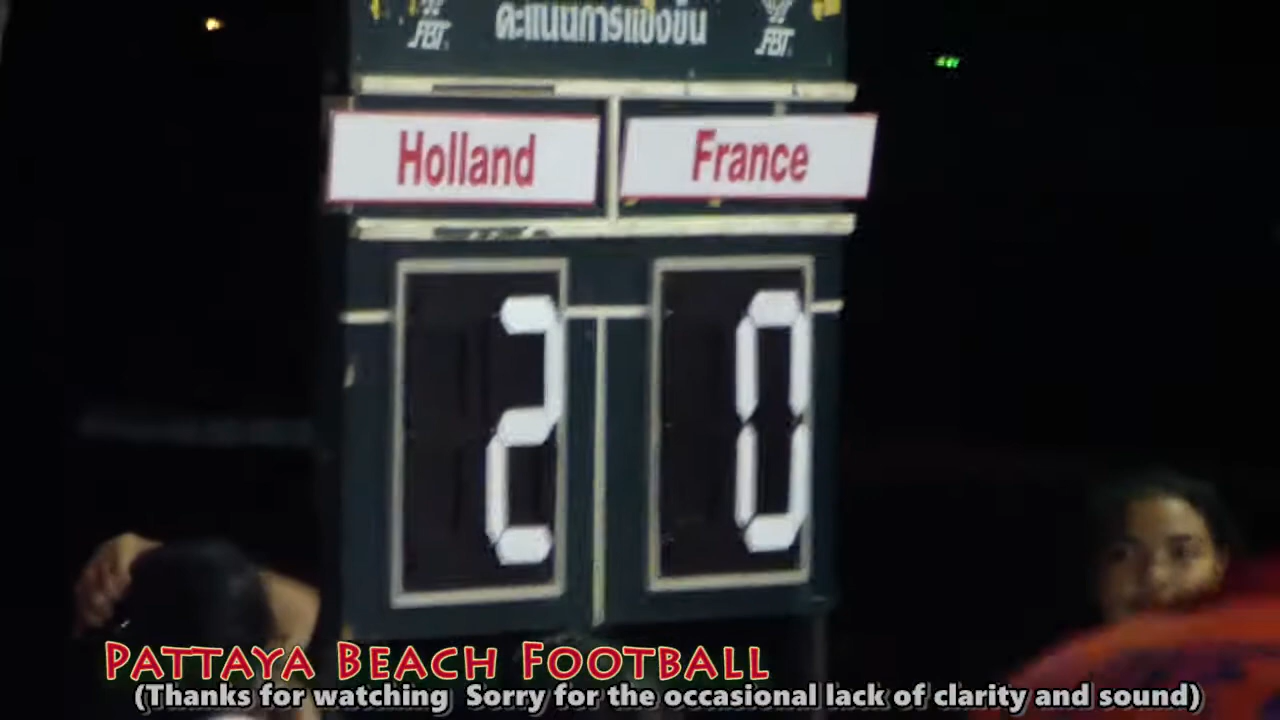 FBT คะแนนการแข่งขัน FBT
Holland France
2 0
PATTAYA BEACH FOOTBALL
(Thanks for watching Sorry for the occasional lack of clarity and sound)